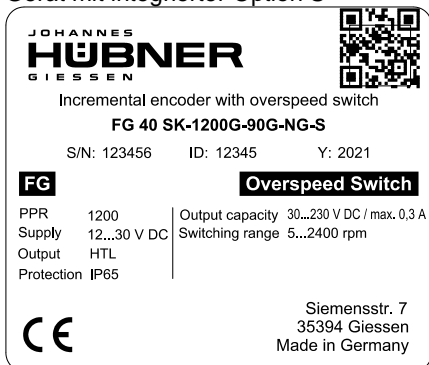 Gerät mit integrierter Option S
JOHANNES
HÜBNER
GIESSEN
Incremental encoder with overspeed switch
FG 40 SK-1200G-90G-NG-S
S/N: 123456 ID: 12345 Y: 2021
FG Overspeed Switch
PPR 1200 Output capacity 30...230 V DC / max. 0,3 A
Supply 12...30 V DC Switching range 5...2400 rpm
Output HTL
Protection IP65
Siemensstr. 7
CE 35394 Giessen
Made in Germany